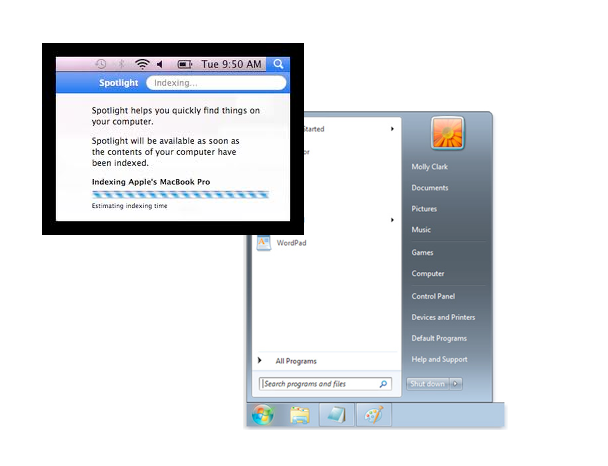 Tue 9:50 AM
Spotlight
Indexing...
Spotlight helps you quickly find things on
your computer.
Spotlight will be available as soon as
the contents of your computer have
been indexed.
Indexing Apple's MacBook Pro
Estimating indexing time
Started
WordPad
All Programs
Search programs and files
Molly Clark
Documents
Pictures
Music
Games
Computer
Control Panel
Devices and Printers
Default Programs
Help and Support
Shut down